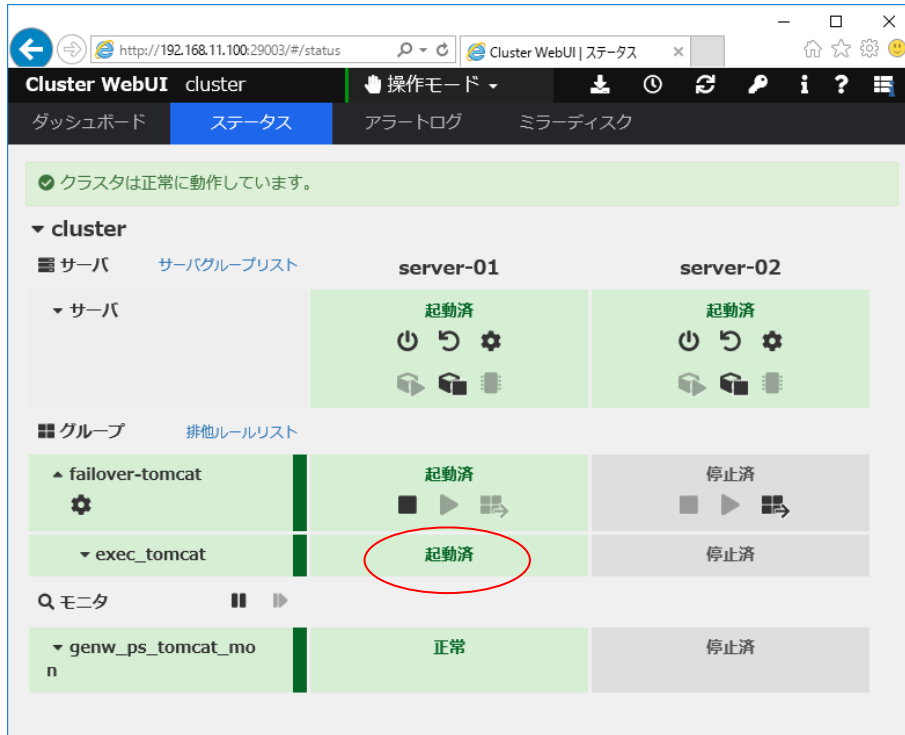 http://192.168.11.100:29003/#/status
Cluster WebUI | ステータス
Cluster WebUI cluster 操作モード
ダッシュボード ステータス アラートログ ミラーディスク
クラスタは正常に動作しています。
cluster
サーバ サーバグループリスト server-01 server-02
サーバ 起動済 起動済
グループ 排他ルールリスト
failover-tomcat 起動済 停止済
exec_tomcat 起動済 停止済
モニタ
genw_ps_tomcat_mo 正常 停止済
n